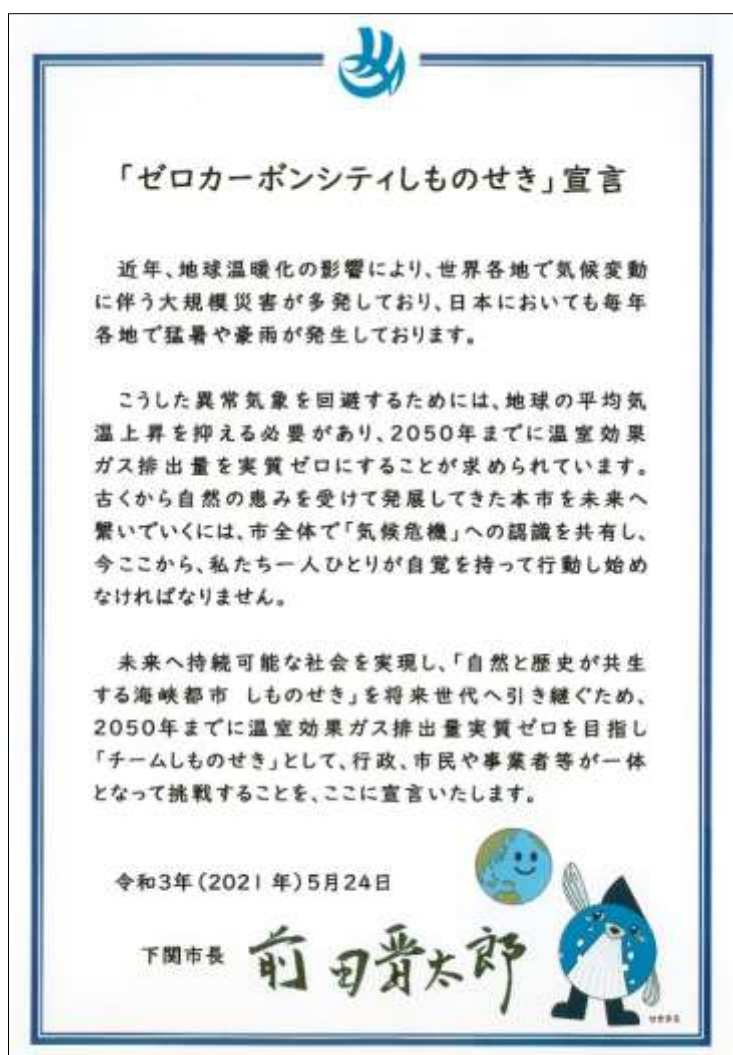 「ゼロカーボンシティしものせき」宣言
近年、地球温暖化の影響により、世界各地で気候変動
に伴う大規模災害が多発しており、日本においても毎年
各地で猛暑や豪雨が発生しております。
こうした異常気象を回避するためには、地球の平均気
温上昇を抑える必要があり、2050年までに温室効果
ガス排出量を実質ゼロにすることが求められています。
古くから自然の恵みを受けて発展してきた本市を未来へ
繋いでいくには、市全体で「気候危機」への認識を共有し、
今ここから、私たち一人ひとりが自覚を持って行動し始め
なければなりません。
未来へ持続可能な社会を実現し、「自然と歴史が共生
する海峡都市 しものせき」を将来世代へ引き継ぐため、
2050年までに温室効果ガス排出量実質ゼロを目指し
「チームしものせき」として、行政、市民や事業者等が一体
となって挑戦することを、ここに宣言いたします。
令和3年(2021年)5月24日
下関市長 前田晋太郎
せきまる